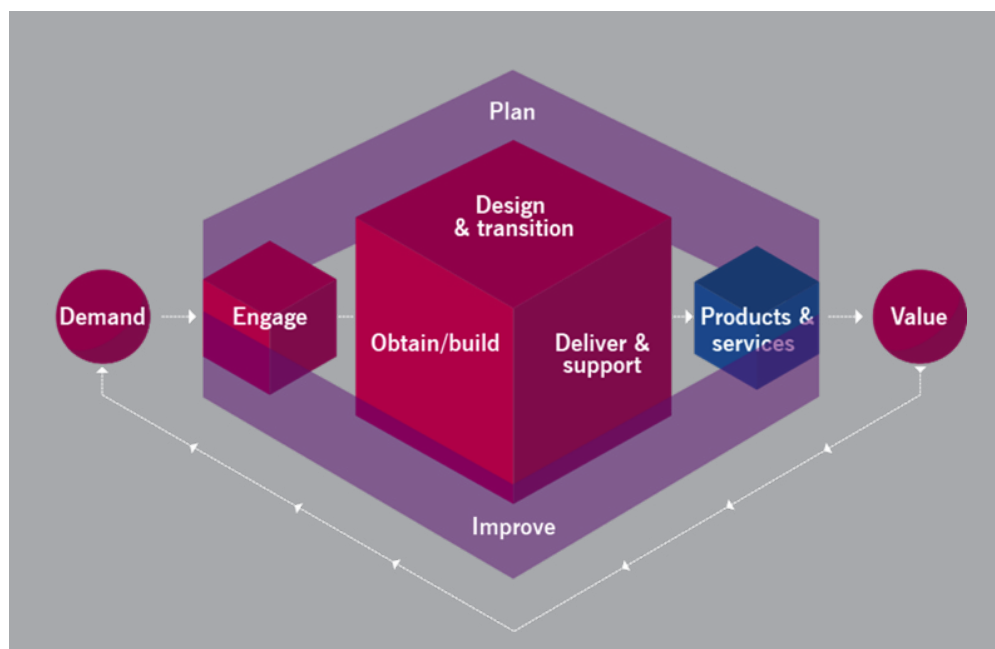 Plan
Design
& transition
Demand
Engage
Obtain/build
Deliver &
support
Products &
services
Value
Improve